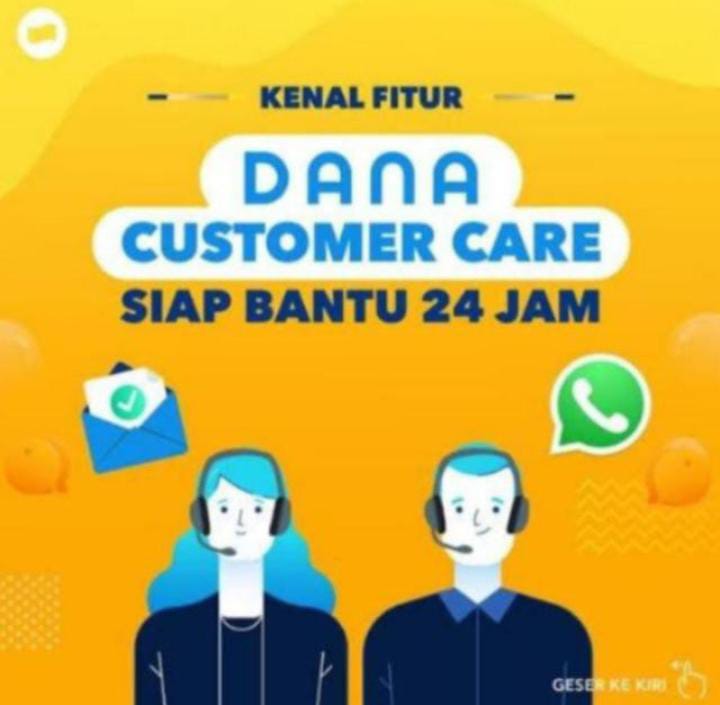 KENAL FITUR
DANA
CUSTOMER CARE
SIAP BANTU 24 JAM
GESER KE KIRI